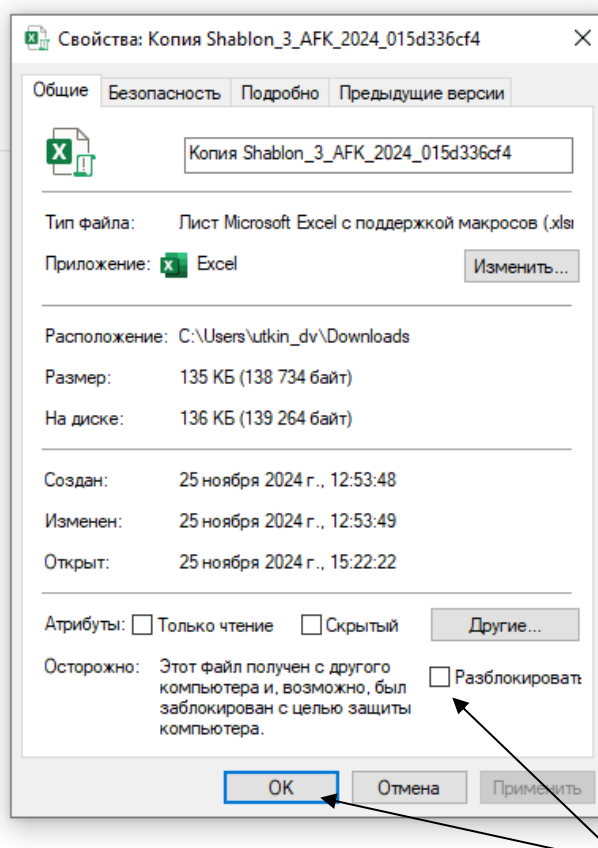 Свойства: Копия Shablon_3_AFK_2024_015d336cf4
Общие Безопасность Подробно Предыдущие версии
Копия Shablon_3_AFK_2024_015d336cf4
Тип файла: Лист Microsoft Excel с поддержкой макросов (.xlsı
Приложение: Excel Изменить...
Расположение: C:\Users\utkin_dv\Downloads
Размер: 135 КБ (138 734 байт)
На диске: 136 КБ (139 264 байт)
Создан: 25 ноября 2024 г., 12:53:48
Изменен: 25 ноября 2024 г., 12:53:49
Открыт: 25 ноября 2024 г., 15:22:22
Атрибуты: Только чтение Скрытый Другие...
Осторожно: Этот файл получен с другого
компьютера и, возможно, был
заблокирован с целью защиты
компьютера.
Разблокировать
OK Отмена Применить